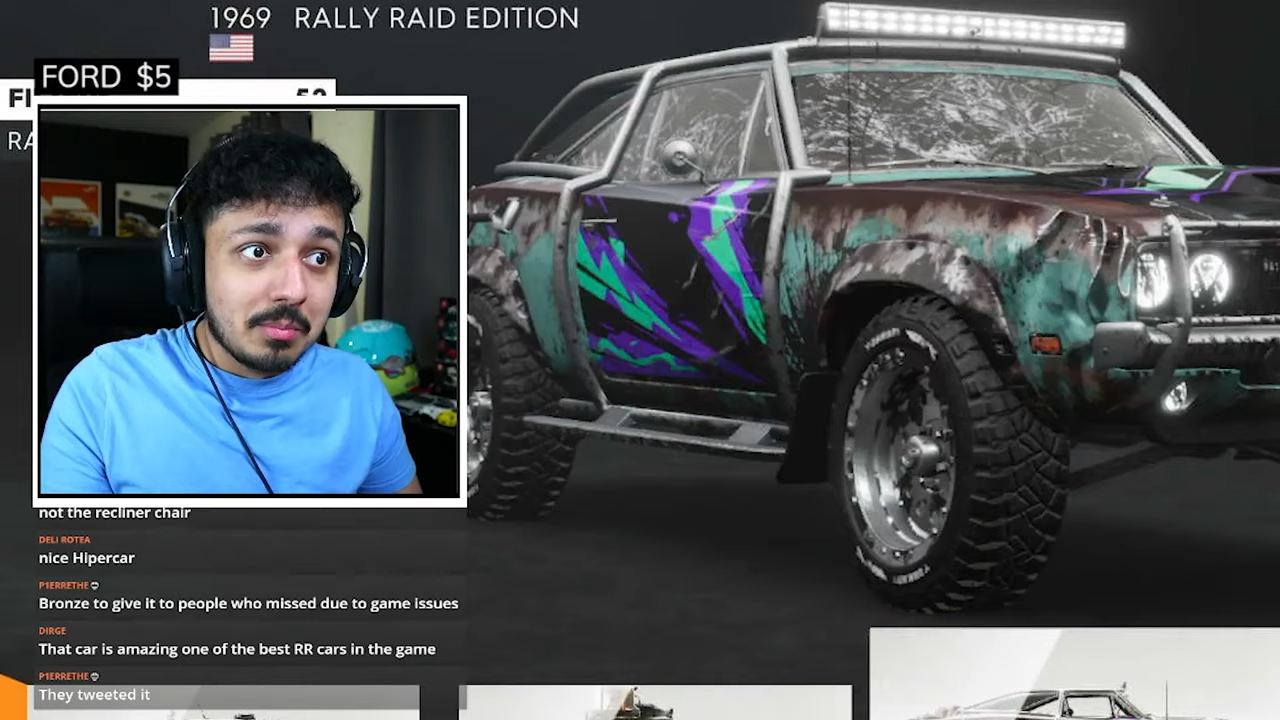 1969 RALLY RAID EDITION
FORD $5
not the recliner chair
DELI ROTEA
nice Hipercar
P1ERRETHE
Bronze to give it to people who missed due to game issues
DIRGE
That car is amazing one of the best RR cars in the game
P1ERRETHE
They tweeted it